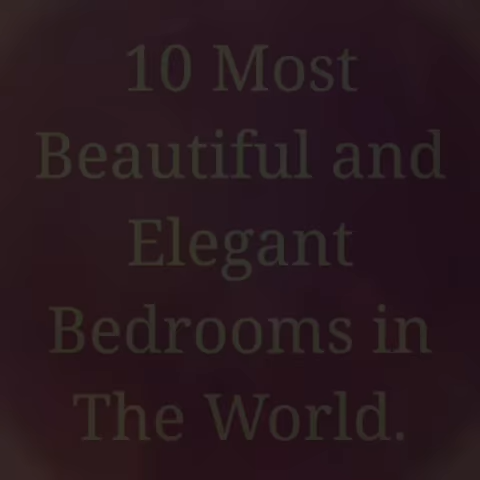 10 Most
Beautiful and
Elegant
Bedrooms in
The World.